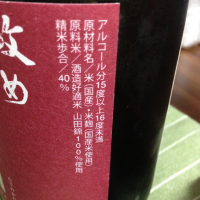 アルコール分15度以上16度未満
原材料名／米（国産）・米麹（国産米使用）
原料米／酒造好適米 山田錦100％使用
精米歩合／40％
め